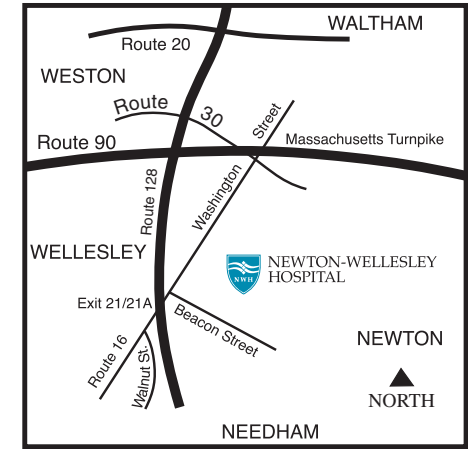 WALTHAM
Route 20
WESTON
Route 30
Street
Route 90
Massachusetts Turnpike
Route 128
Washington
WELLESLEY
NEWTON-WELLESLEY
HOSPITAL
NWH
Exit 21/21A
Beacon Street
NEWTON
Route 16
Walnut St.
NORTH
NEEDHAM